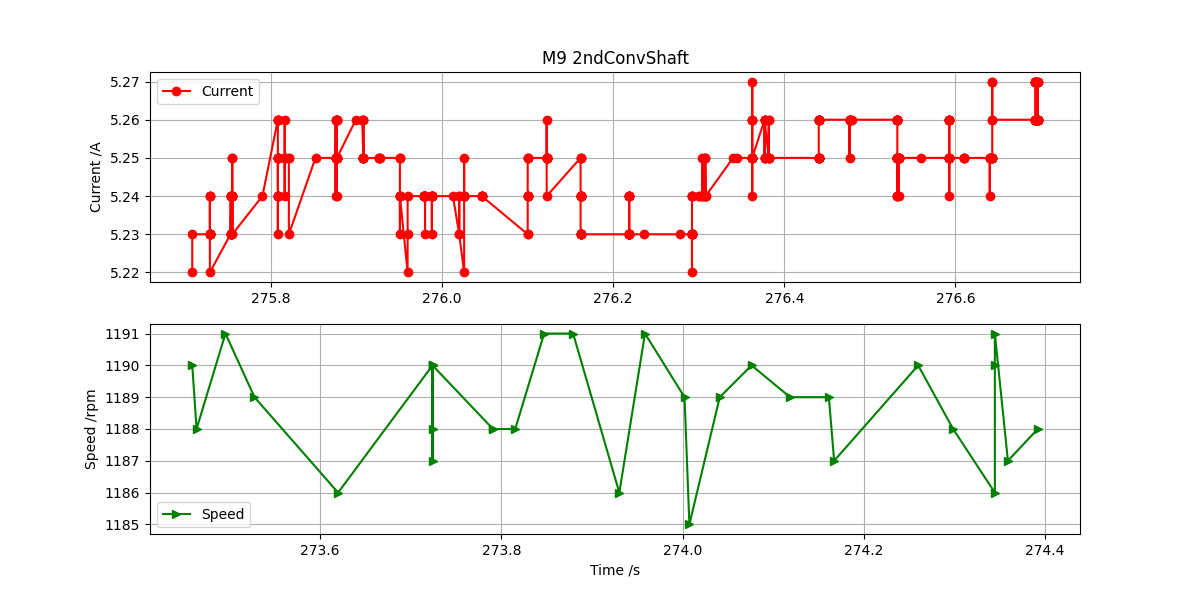 M9 2ndConvShaft
5.27
5.26
5.25
5.24
5.23
5.22
Current /A
Current
275.8 276.0 276.2 276.4 276.6
1191
1190
1189
1188
1187
1186
1185
Speed /rpm
Speed
273.6 273.8 274.0 274.2 274.4
Time /s